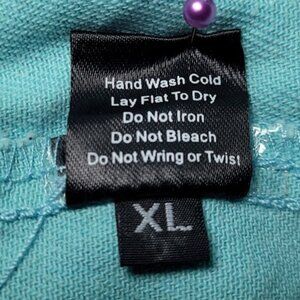 Hand Wash Cold
Lay Flat To Dry
Do Not Iron
Do Not Bleach
Do Not Wring or Twist
XL